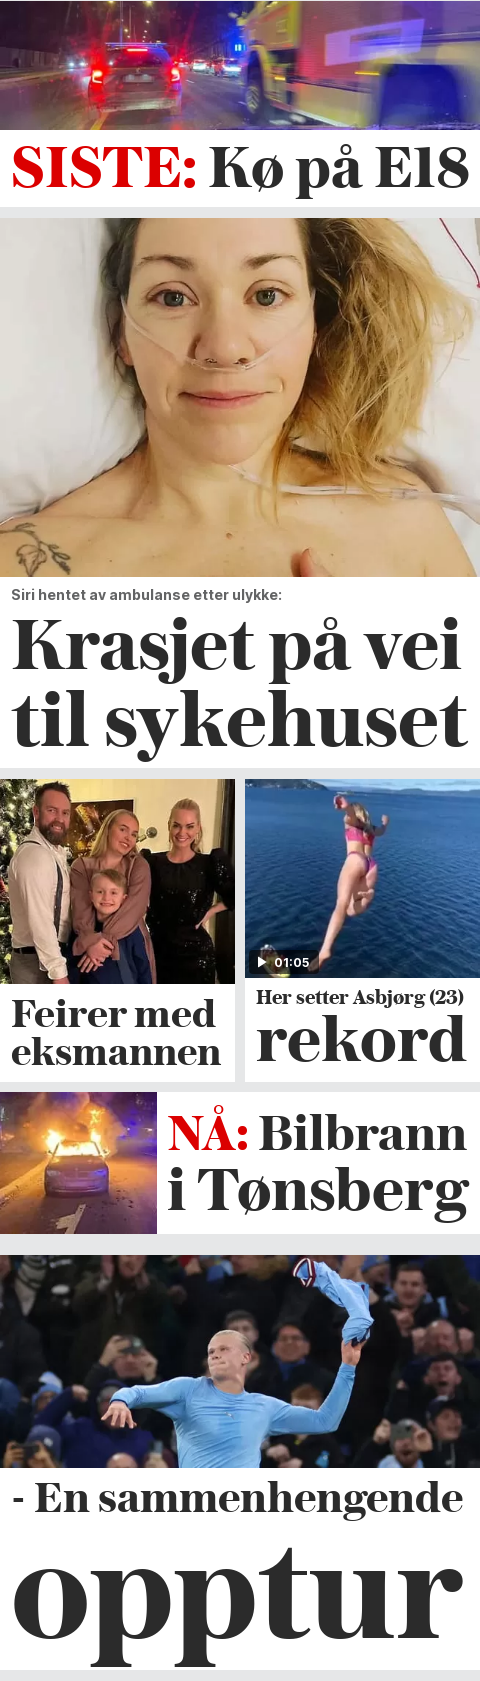 SISTE: Kø på E18
Siri hentet av ambulanse etter ulykke:
Krasjet på vei
til sykehuset
Feirer med
eksmannen
01:05
Her setter Asbjørg (23)
rekord
NÅ: Bilbrann
i Tønsberg
- En sammenhengende
opptur